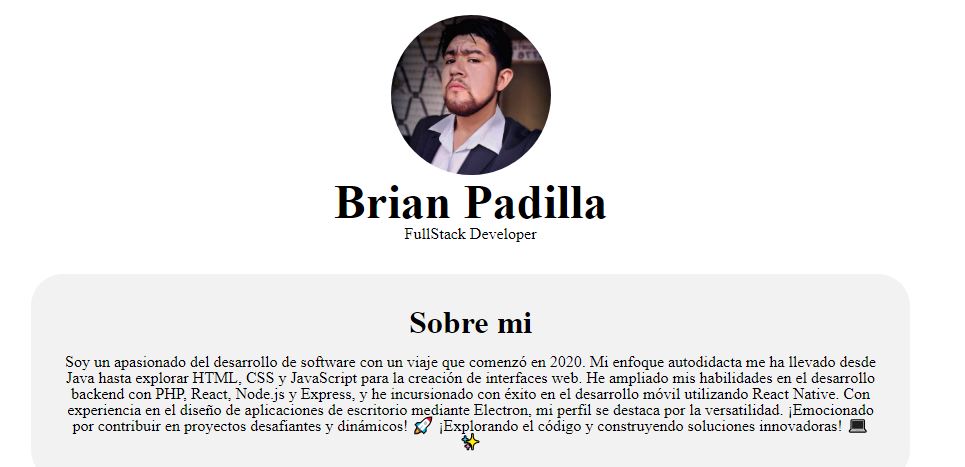 Brian Padilla
FullStack Developer
Sobre mi
Soy un apasionado del desarrollo de software con un viaje que comenzó en 2020. Mi enfoque autodidacta me ha llevado desde
Java hasta explorar HTML, CSS y JavaScript para la creación de interfaces web. He ampliado mis habilidades en el desarrollo
backend con PHP, React, Node.js y Express, y he incursionado con éxito en el desarrollo móvil utilizando React Native. Con
experiencia en el diseño de aplicaciones de escritorio mediante Electron, mi perfil se destaca por la versatilidad. ¡Emocionado
por contribuir en proyectos desafiantes y dinámicos! 🚀 ¡Explorando el código y construyendo soluciones innovadoras! 💻
✨